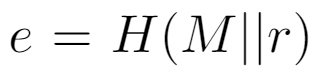 e = H(M||r)